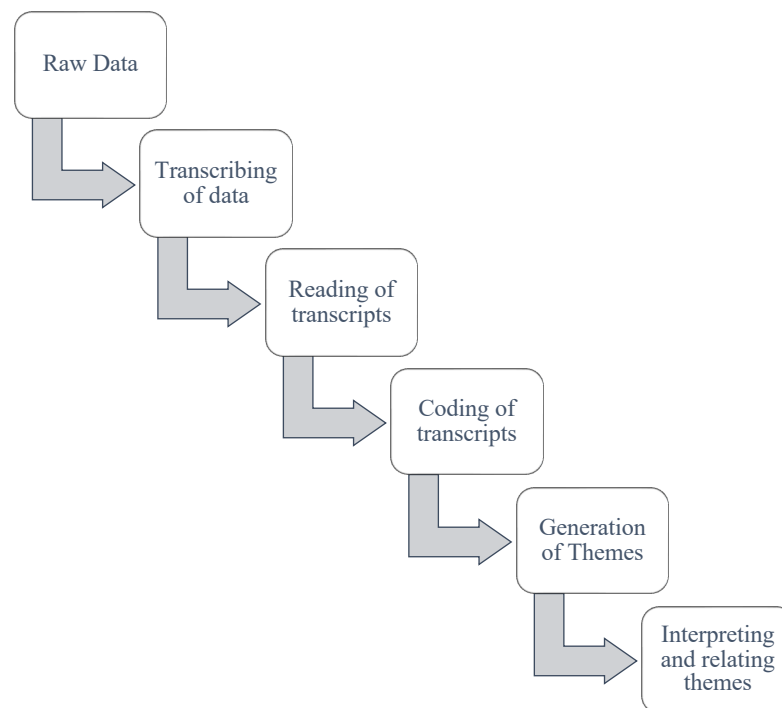 Raw Data
Transcribing
of data
Reading of
transcripts
Coding of
transcripts
Generation
of Themes
Interpreting
and relating
themes